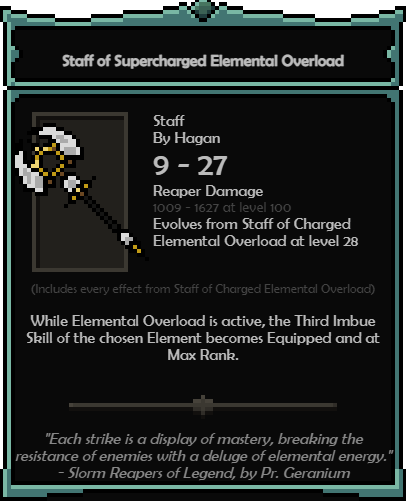 Staff of Supercharged Elemental Overload
Staff
By Hagan
9 - 27
Reaper Damage
1009 - 1627 at level 100
Evolves from Staff of Charged
Elemental Overload at level 28
(Includes every effect from Staff of Charged Elemental Overload)
While Elemental Overload is active, the Third Imbue
Skill of the chosen Element becomes Equipped and at
Max Rank.
"Each strike is a display of mastery, breaking the
resistance of enemies with a deluge of elemental energy."
- Slorm Reapers of Legend, by Pr. Geranium